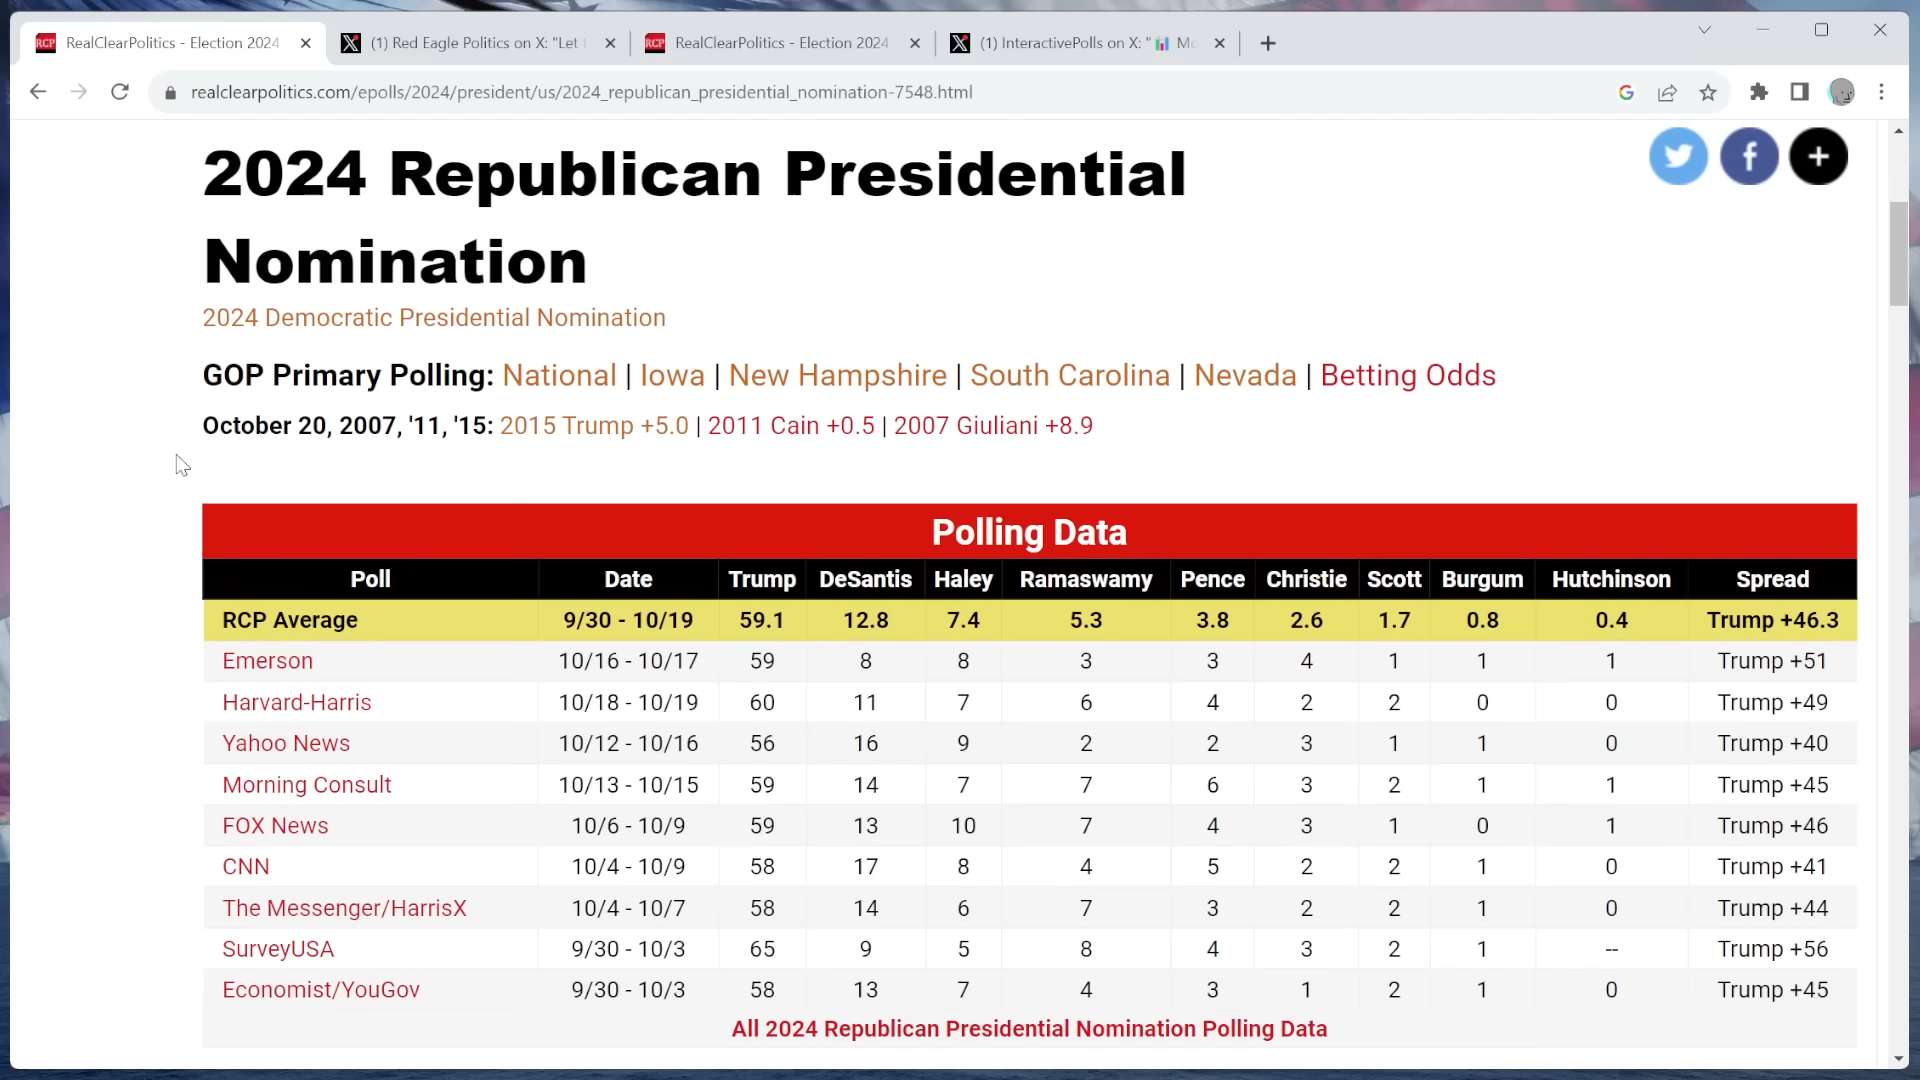 RCP RealClearPolitics - Election 2024
(1) Red Eagle Politics on X: "Let
RCP RealClearPolitics - Election 2024
(1) InteractivePolls on X: "
realclearpolitics.com/epolls/2024/president/us/2024_republican_presidential_nomination-7548.html
2024 Republican Presidential
Nomination
2024 Democratic Presidential Nomination
GOP Primary Polling: National | Iowa | New Hampshire | South Carolina | Nevada | Betting Odds
October 20, 2007, '11, '15: 2015 Trump +5.0 | 2011 Cain +0.5 | 2007 Giuliani +8.9
Polling Data
Poll Date Trump DeSantis Haley Ramaswamy Pence Christie Scott Burgum Hutchinson Spread
RCP Average 9/30 - 10/19 59.1 12.8 7.4 5.3 3.8 2.6 1.7 0.8 0.4 Trump +46.3
Emerson 10/16 - 10/17 59 8 8 3 3 4 1 1 1 Trump +51
Harvard-Harris 10/18 - 10/19 60 11 7 6 4 2 2 0 0 Trump +49
Yahoo News 10/12 - 10/16 56 16 9 2 2 3 1 1 0 Trump +40
Morning Consult 10/13 - 10/15 59 14 7 7 6 3 2 1 1 Trump +45
FOX News 10/6 - 10/9 59 13 10 7 4 3 1 0 1 Trump +46
CNN 10/4 - 10/9 58 17 8 4 5 2 2 1 0 Trump +41
The Messenger/HarrisX 10/4 - 10/7 58 14 6 7 3 2 2 1 0 Trump +44
SurveyUSA 9/30 - 10/3 65 9 5 8 4 3 2 1 -- Trump +56
Economist/YouGov 9/30 - 10/3 58 13 7 4 3 1 2 1 0 Trump +45
All 2024 Republican Presidential Nomination Polling Data